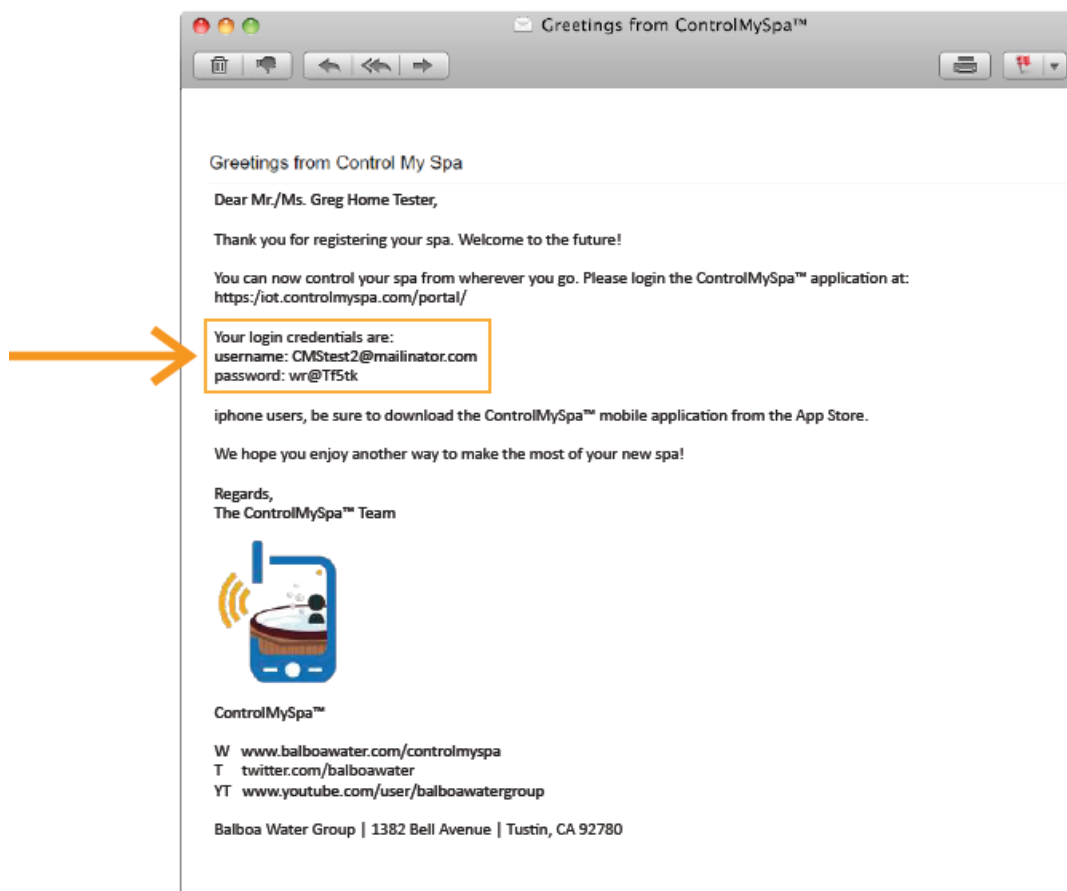 Greetings from ControlMySpa™
Greetings from Control My Spa
Dear Mr./Ms. Greg Home Tester,
Thank you for registering your spa. Welcome to the future!
You can now control your spa from wherever you go. Please login the ControlMySpa™ application at:
https:/iot.controlmyspa.com/portal/
Your login credentials are:
username: CMStest2@mailinator.com
password: wr@Tf5tk
iphone users, be sure to download the ControlMySpa™ mobile application from the App Store.
We hope you enjoy another way to make the most of your new spa!
Regards,
The ControlMySpa™ Team
ControlMySpa™
W www.balboawater.com/controlmyspa
T twitter.com/balboawater
YT www.youtube.com/user/balboawatergroup
Balboa Water Group | 1382 Bell Avenue | Tustin, CA 92780